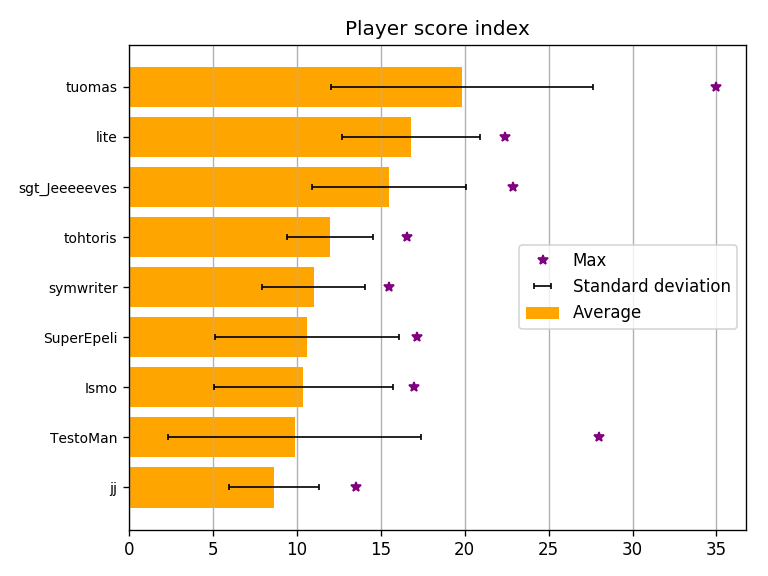 Player score index
tuomas
lite
sgt_Jeeeeeves
tohtoris
symwriter
SuperEpeli
Ismo
TestoMan
jj
Max
Standard deviation
Average
0 5 10 15 20 25 30 35